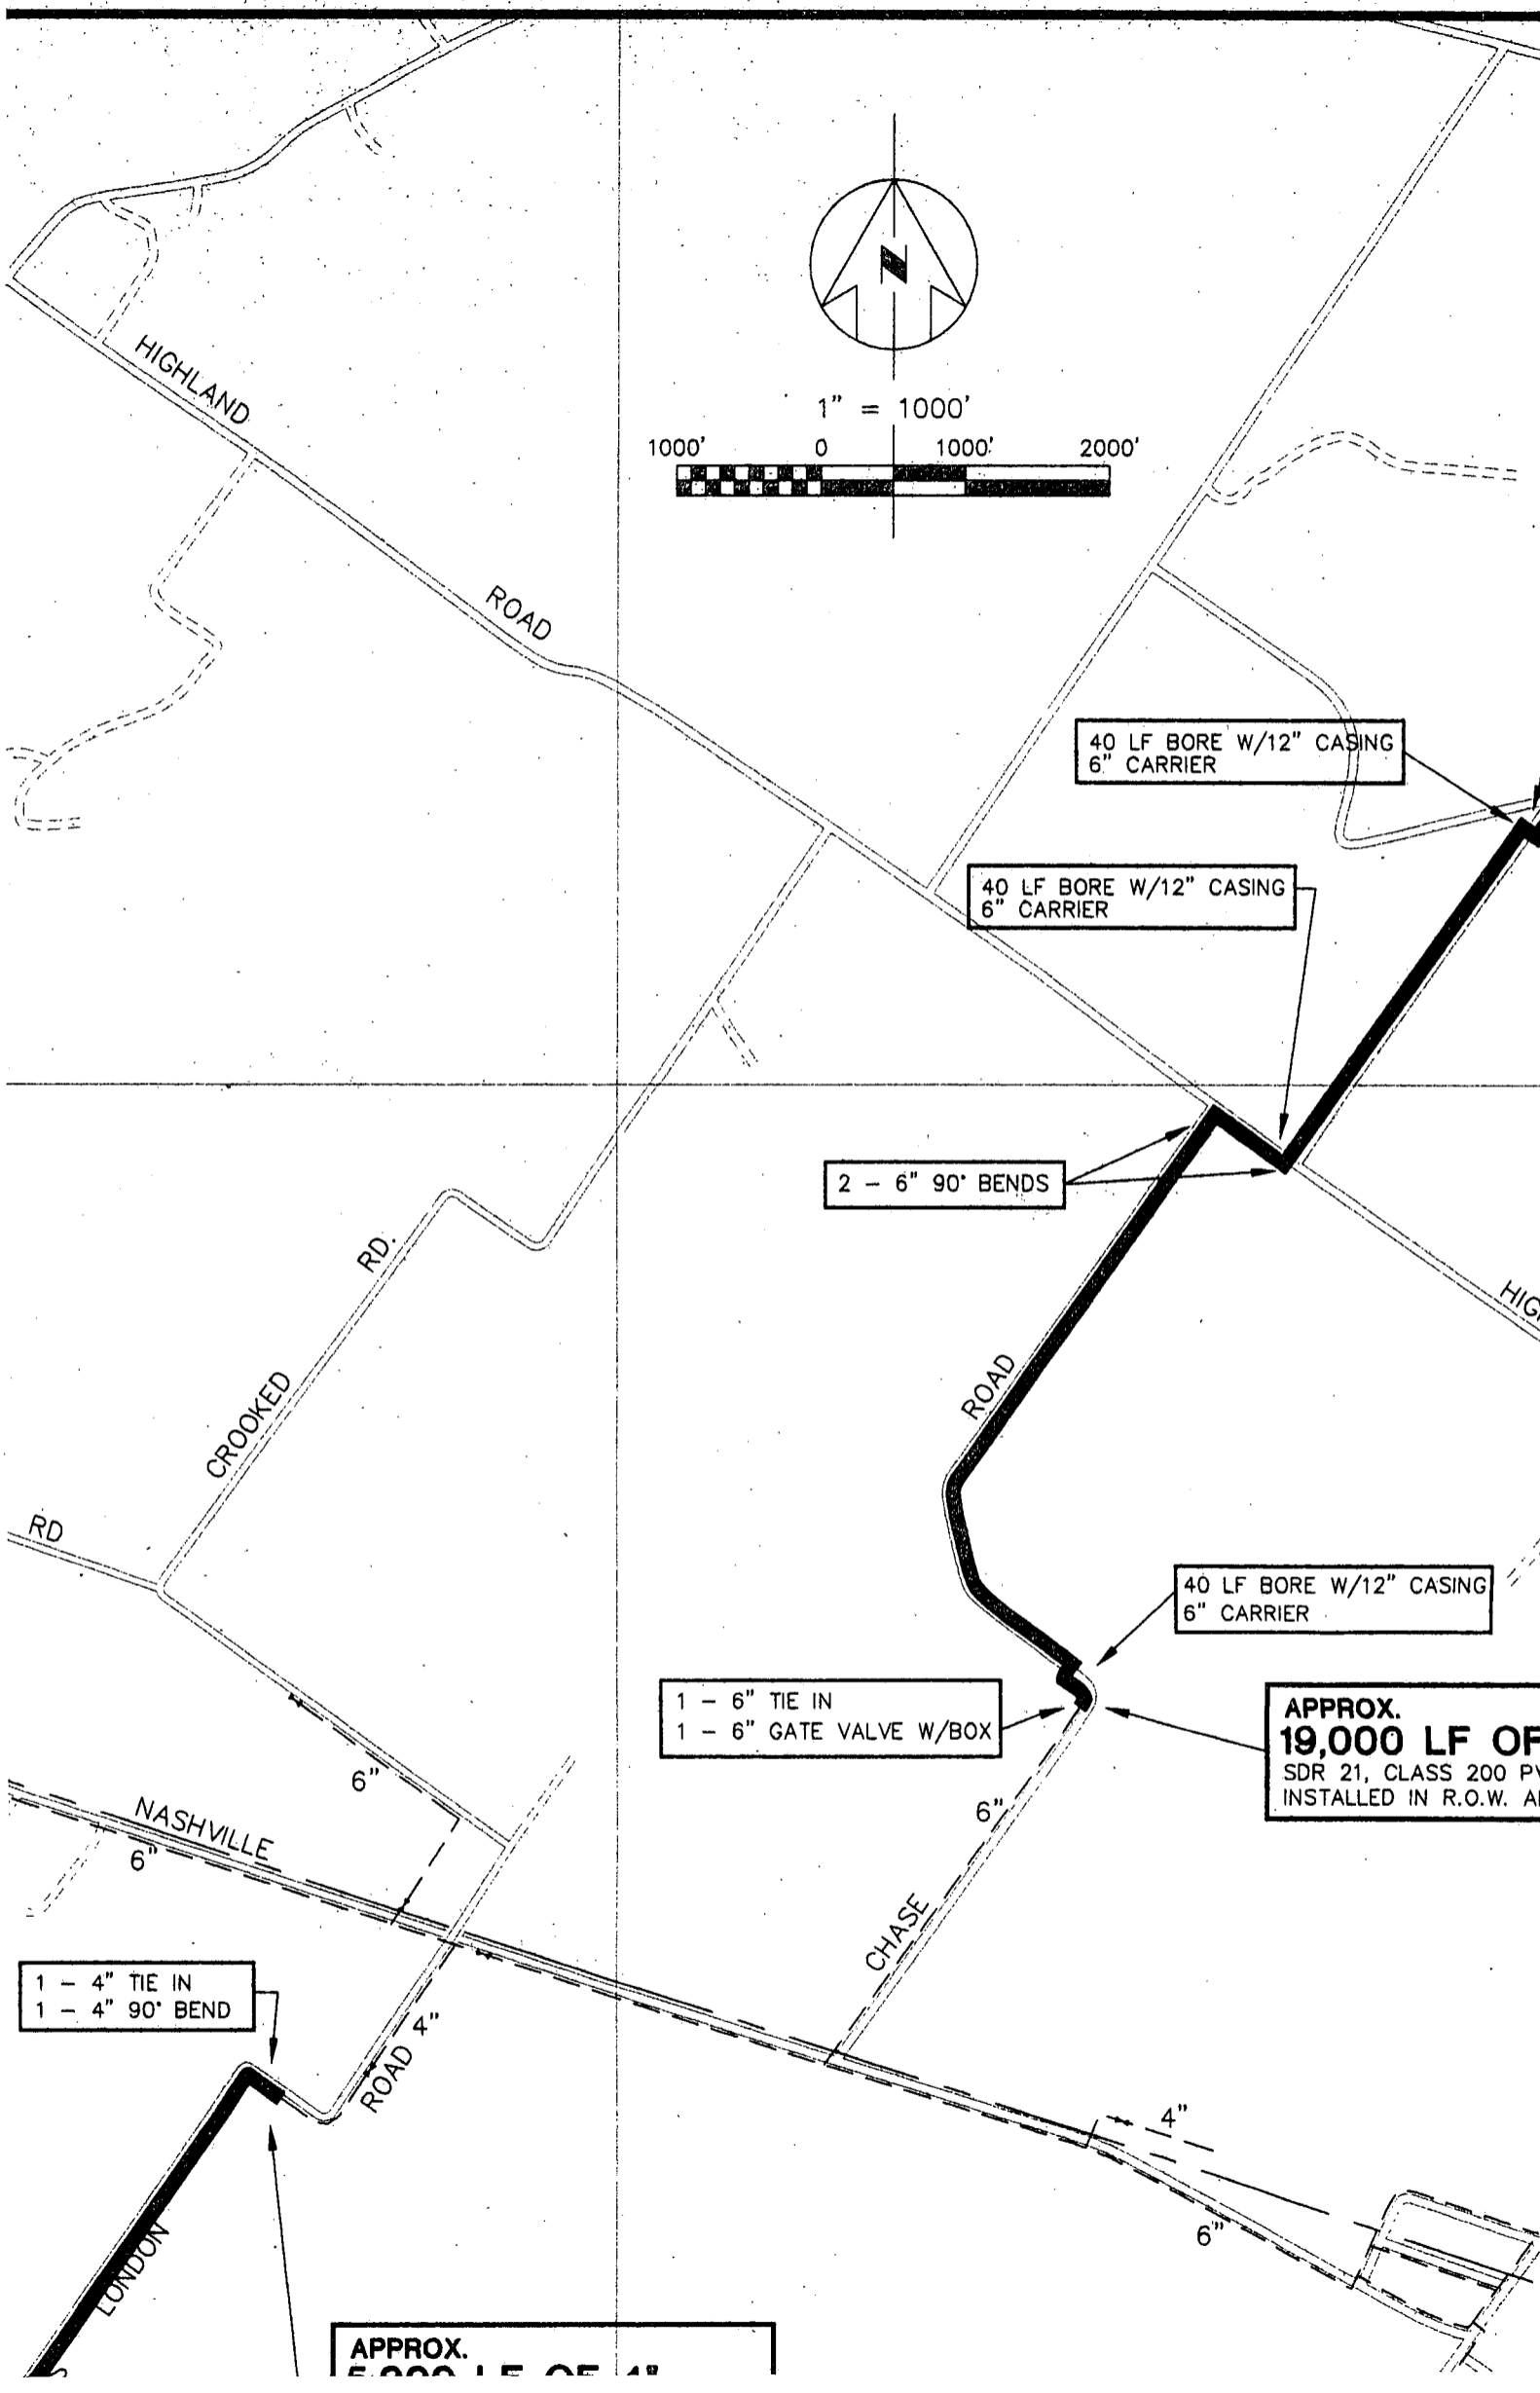 N
1" = 1000'
1000' 0 1000' 2000'
HIGHLAND
ROAD
40 LF BORE W/12" CASING
6" CARRIER
40 LF BORE W/12" CASING
6" CARRIER
2 - 6" 90° BENDS
RD.
CROOKED
ROAD
RD
40 LF BORE W/12" CASING
6" CARRIER
1 - 6" TIE IN
1 - 6" GATE VALVE W/BOX
APPROX.
19,000 LF OF
SDR 21, CLASS 200
INSTALLED IN R.O.W.
6"
6"
NASHVILLE
6"
CHASE
1 - 4" TIE IN
1 - 4" 90° BEND
4"
ROAD
4"
6"
LONDON
APPROX.
LF OF 4"